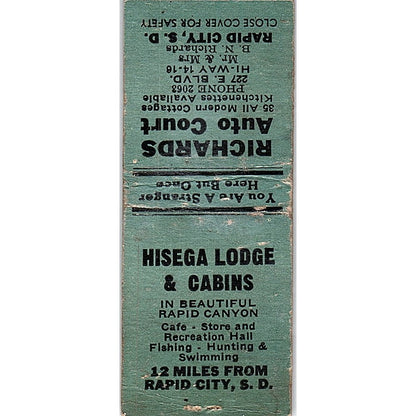 RICHARDS
Auto Court
35 All Modern Cottages
Kitchenettes Available
PHONE 2063
227 E. BLVD.
HI-WAY 14-16
Mr. & Mrs
B. N. Richards
RAPID CITY, S. D.
CLOSE COVER FOR SAFETY
You Are A Stranger
Here But Once
HISEGA LODGE
& CABINS
IN BEAUTIFUL
RAPID CANYON
Cafe - Store and
Recreation Hall
Fishing - Hunting &
Swimming
12 MILES FROM
RAPID CITY, S. D.